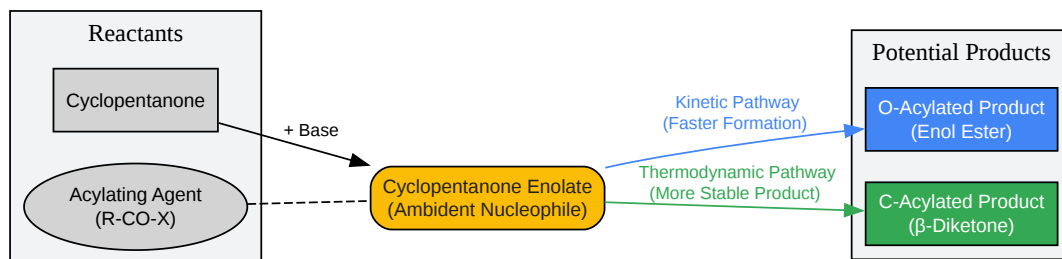 Reactants
Cyclopentanone
Acylating Agent
(R-CO-X)
+ Base
Cyclopentanone Enolate
(Ambident Nucleophile)
Kinetic Pathway
(Faster Formation)
Thermodynamic Pathway
(More Stable Product)
Potential Products
O-Acylated Product
(Enol Ester)
C-Acylated Product
(β-Diketone)